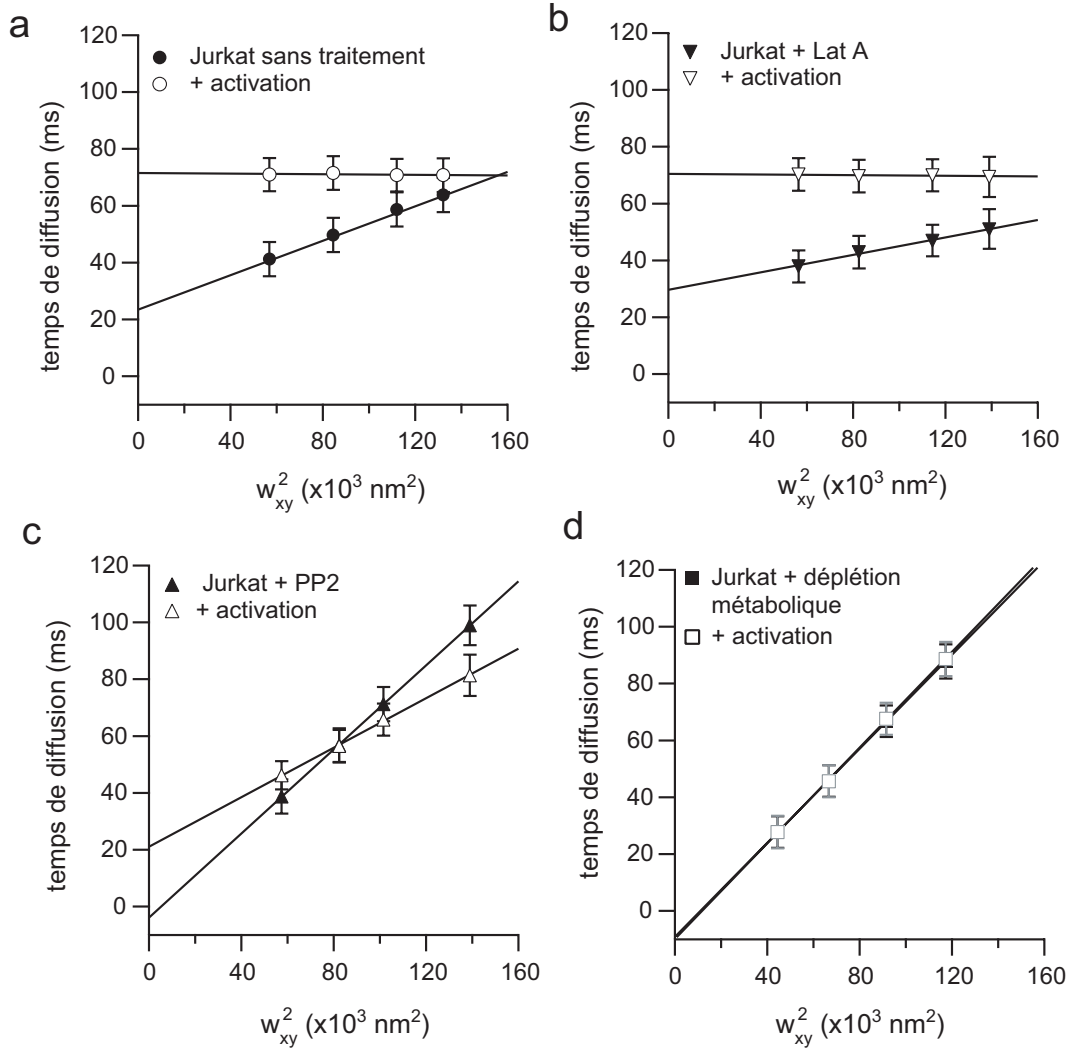 a
120
100
80
60
40
20
0
temps de diffusion (ms)
Jurkat sans traitement
+ activation
0 40 80 120 160
w²xy (x10³ nm²)
b
120
100
80
60
40
20
0
temps de diffusion (ms)
Jurkat + Lat A
+ activation
0 40 80 120 160
w²xy (x10³ nm²)
c
120
100
80
60
40
20
0
temps de diffusion (ms)
Jurkat + PP2
+ activation
0 40 80 120 160
w²xy (x10³ nm²)
d
120
100
80
60
40
20
0
temps de diffusion (ms)
Jurkat + déplétion
métabolique
+ activation
0 40 80 120 160
w²xy (x10³ nm²)